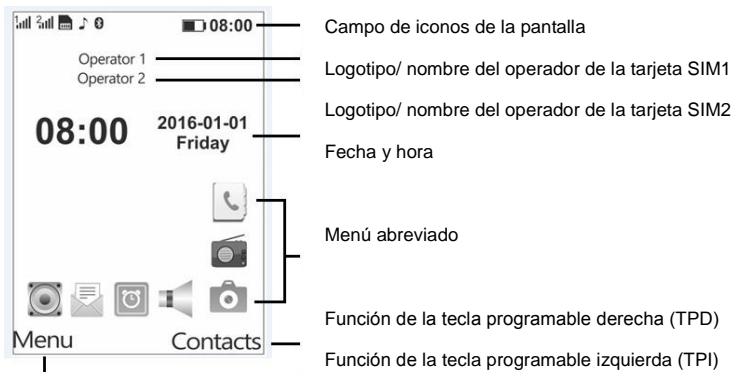 1 2 08:00
Campo de iconos de la pantalla
Operator 1
Logotipo/ nombre del operador de la tarjeta SIM1
Operator 2
Logotipo/ nombre del operador de la tarjeta SIM2
08:00
2016-01-01
Friday
Fecha y hora
Menú abreviado
Menu
Contacts
Función de la tecla programable derecha (TPD)
Función de la tecla programable izquierda (TPI)